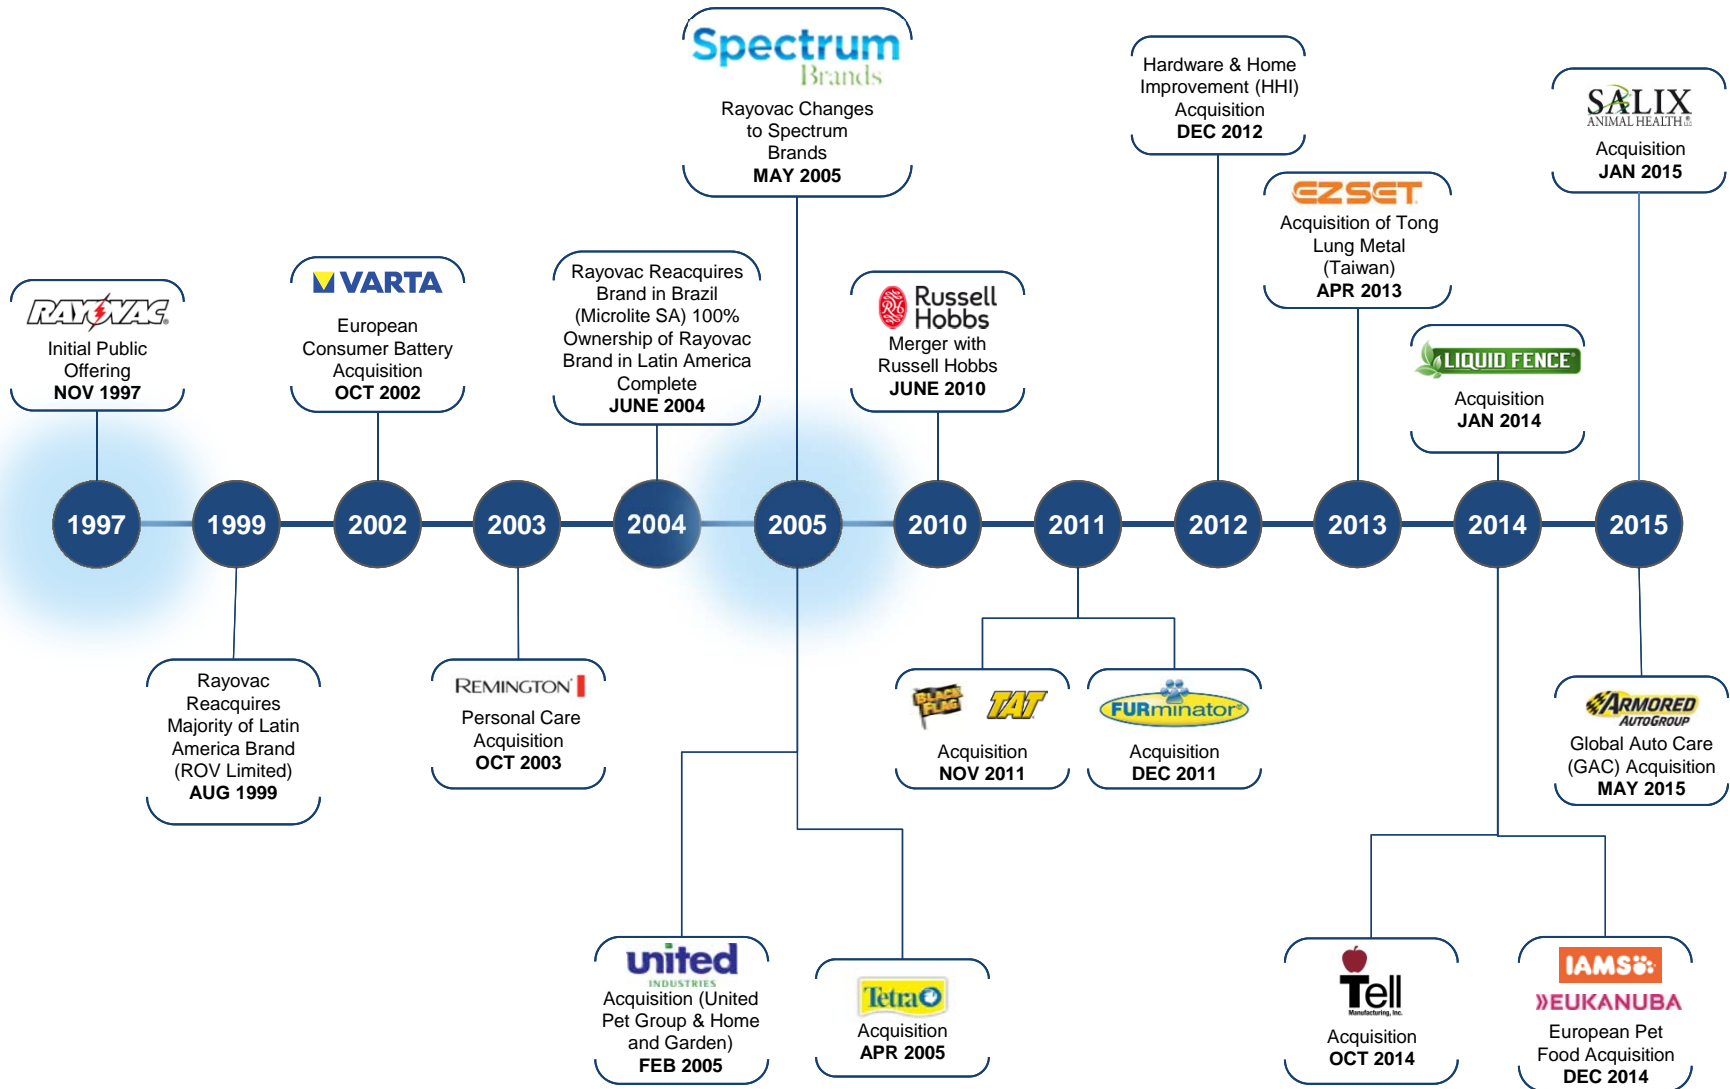 Spectrum
Brands
Rayovac Changes
to Spectrum
Brands
MAY 2005
Hardware & Home
Improvement (HHI)
Acquisition
DEC 2012
SALIX
ANIMAL HEALTH
Acquisition
JAN 2015
EZSET
Acquisition of Tong
Lung Metal
(Taiwan)
APR 2013
RAYOVAC
Initial Public
Offering
NOV 1997
VARTA
European
Consumer Battery
Acquisition
OCT 2002
Rayovac Reacquires
Brand in Brazil
(Microlite SA) 100%
Ownership of Rayovac
Brand in Latin America
Complete
JUNE 2004
RH
Russell
Hobbs
Merger with
Russell Hobbs
JUNE 2010
LIQUID FENCE®
Acquisition
JAN 2014
1997
1999
2002
2003
2004
2005
2010
2011
2012
2013
2014
2015
Rayovac
Reacquires
Majority of Latin
America Brand
(ROV Limited)
AUG 1999
REMINGTON
Personal Care
Acquisition
OCT 2003
BLACK
FLAG
TAT
Acquisition
NOV 2011
FURminator®
Acquisition
DEC 2011
ARMORED
AUTOGROUP
Global Auto Care
(GAC) Acquisition
MAY 2015
united
INDUSTRIES
Acquisition (United
Pet Group & Home
and Garden)
FEB 2005
Tetra
Acquisition
APR 2005
Tell
Manufacturing, Inc.
Acquisition
OCT 2014
IAMS
»EUKANUBA
European Pet
Food Acquisition
DEC 2014